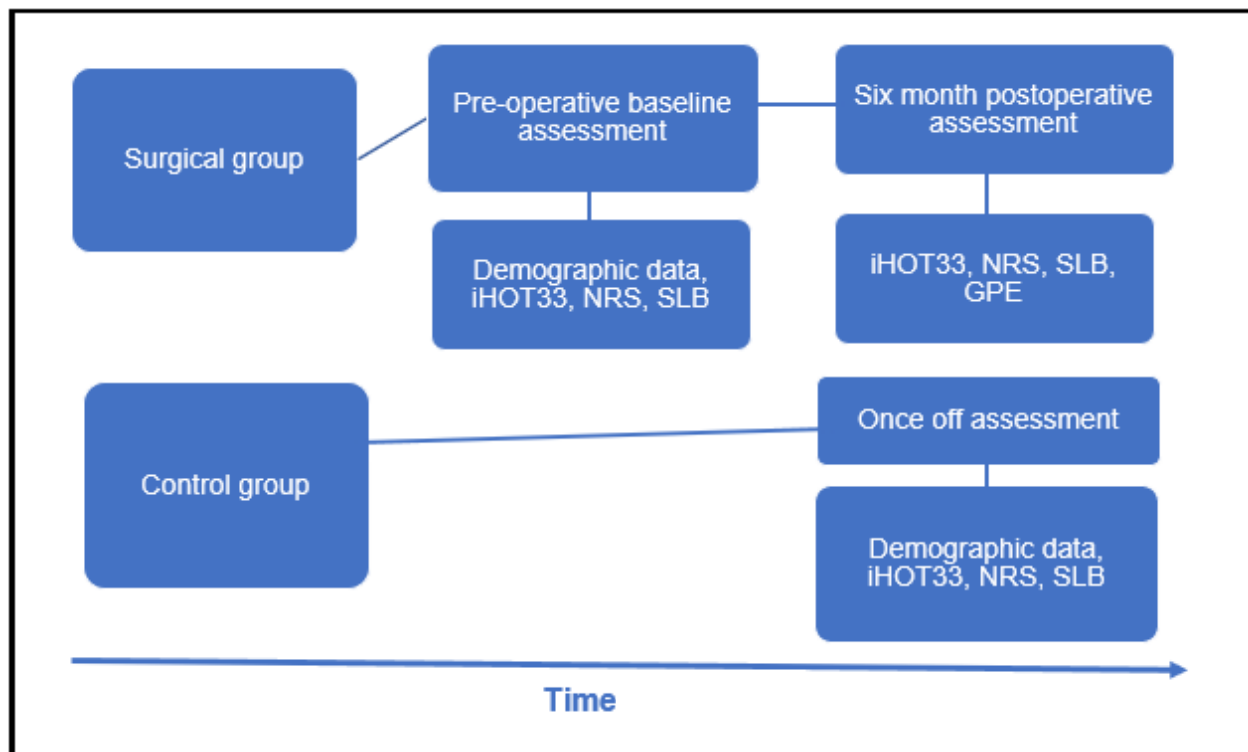 Surgical group
Pre-operative baseline
assessment
Six month postoperative
assessment
Demographic data,
iHOT33, NRS, SLB
iHOT33, NRS, SLB,
GPE
Control group
Once off assessment
Demographic data,
iHOT33, NRS, SLB
Time